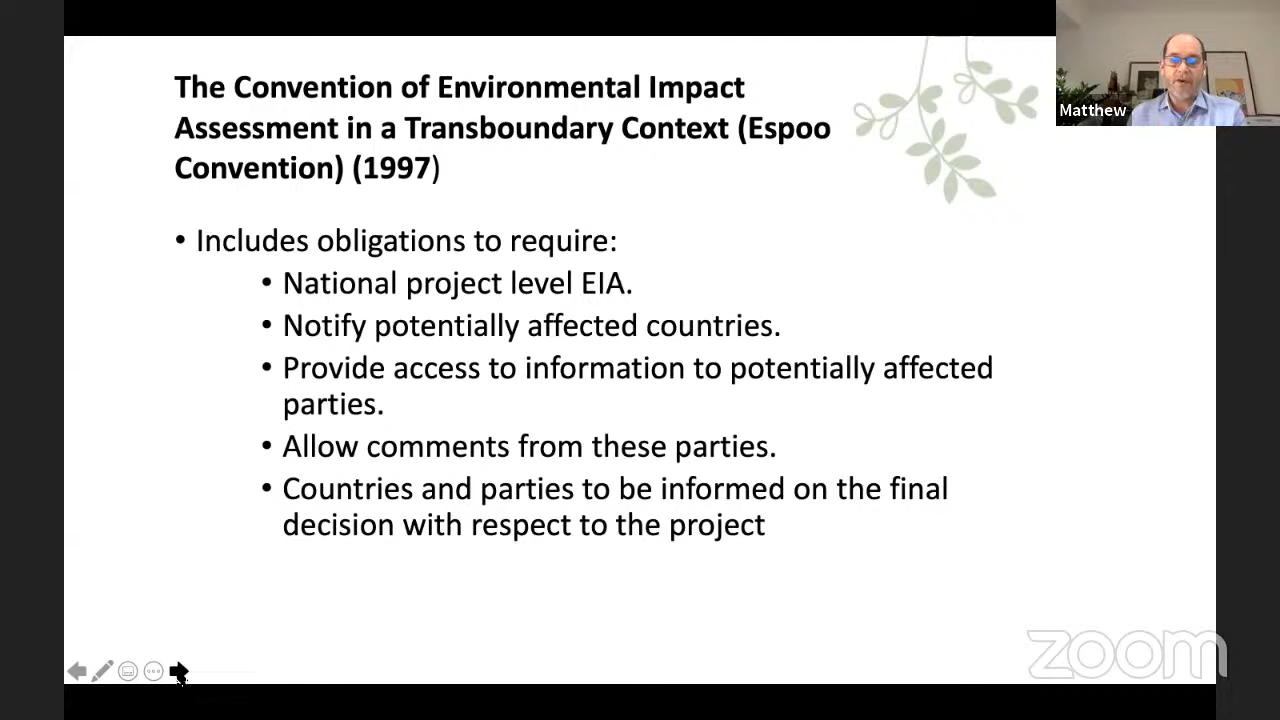 The Convention of Environmental Impact
Assessment in a Transboundary Context (Espoo
Convention) (1997)
• Includes obligations to require:
• National project level EIA.
• Notify potentially affected countries.
• Provide access to information to potentially affected
parties.
• Allow comments from these parties.
• Countries and parties to be informed on the final
decision with respect to the project
Matthew
zoom